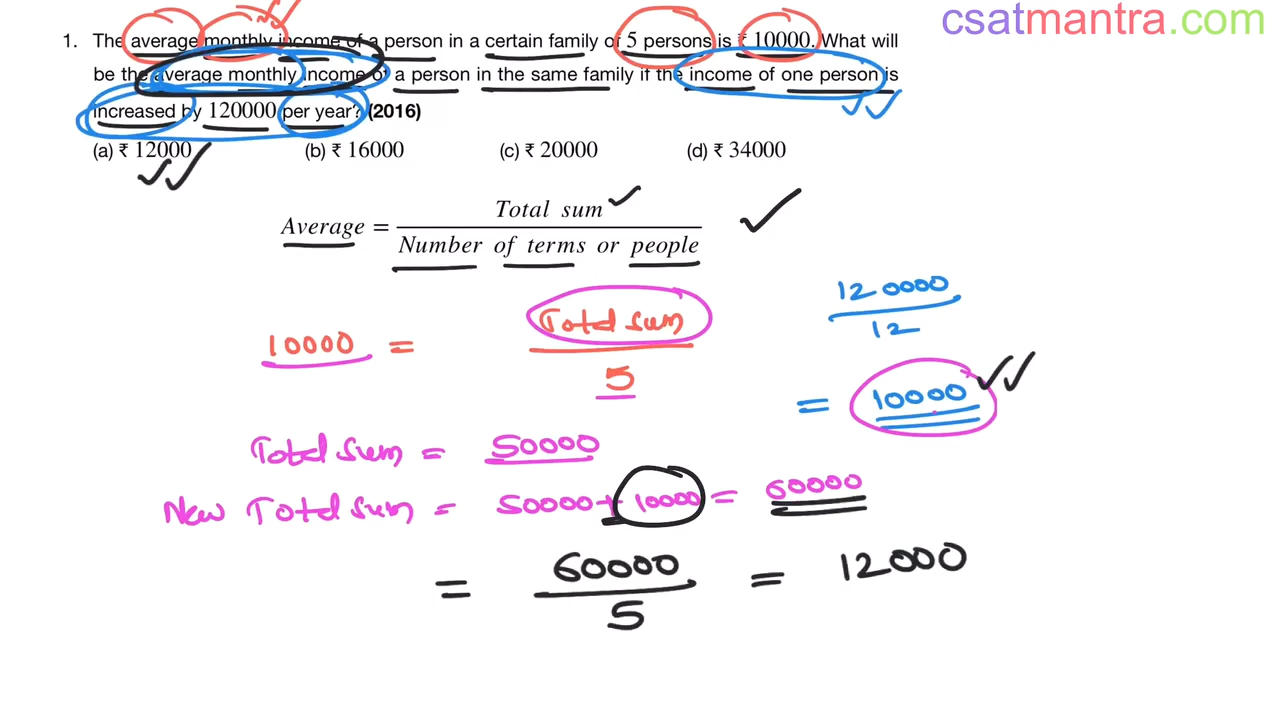 csatmantra.com
1. The average monthly income of a person in a certain family of 5 persons is ₹ 10000. What will
be the average monthly income of a person in the same family if the income of one person is
increased by 120000 per year? (2016)
(a) ₹ 12000 (b) ₹ 16000 (c) ₹ 20000 (d) ₹ 34000
Average = Total sum / Number of terms or people
10000 = Total sum / 5
120000 / 12
= 10000
Total sum = 50000
New Total sum = 50000 + 10000 = 60000
= 60000 / 5 = 12000